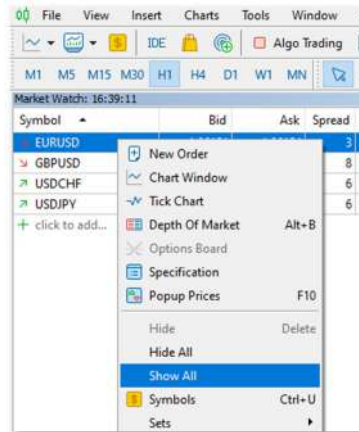 File View Insert Charts Tools Window
IDE Algo Trading
M1 M5 M15 M30 H1 H4 D1 W1 MN
Market Watch: 16:39:11
Symbol Bid Ask Spread
EURUSD 3
GBPUSD 8
USDCHF 6
USDJPY 6
click to add...
New Order
Chart Window
Tick Chart
Depth Of Market Alt+B
Options Board
Specification
Popup Prices F10
Hide Delete
Hide All
Show All
Symbols Ctrl+U
Sets